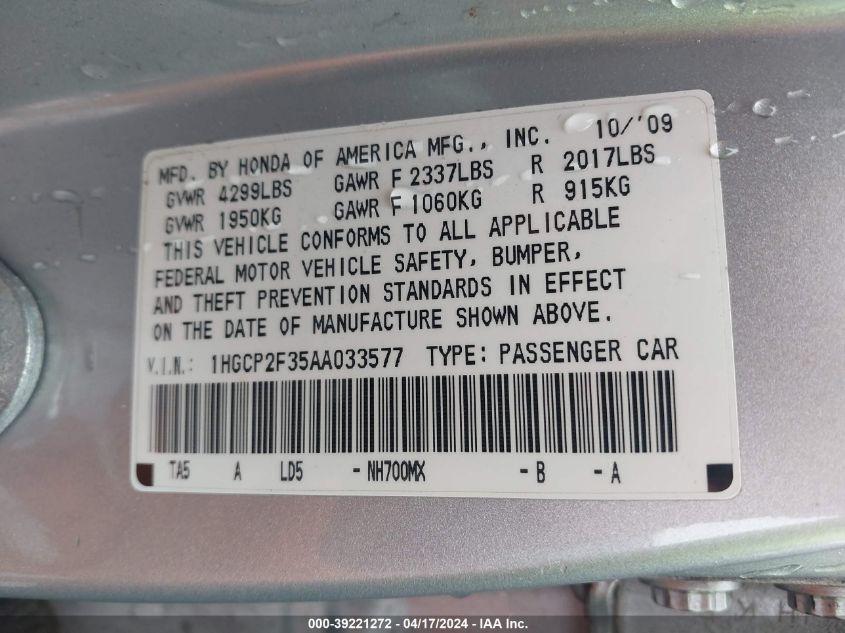 MFD. BY HONDA OF AMERICA MFG., INC. 10/'09
GVWR 4299LBS GAWR F 2337LBS R 2017LBS
GVWR 1950KG GAWR F 1060KG R 915KG
THIS VEHICLE CONFORMS TO ALL APPLICABLE
FEDERAL MOTOR VEHICLE SAFETY, BUMPER,
AND THEFT PREVENTION STANDARDS IN EFFECT
ON THE DATE OF MANUFACTURE SHOWN ABOVE.
V.I.N.: 1HGCP2F35AA033577 TYPE: PASSENGER CAR
TA5 A LD5 - NH700MX - B - A
000-39221272 - 04/17/2024 - IAA Inc.